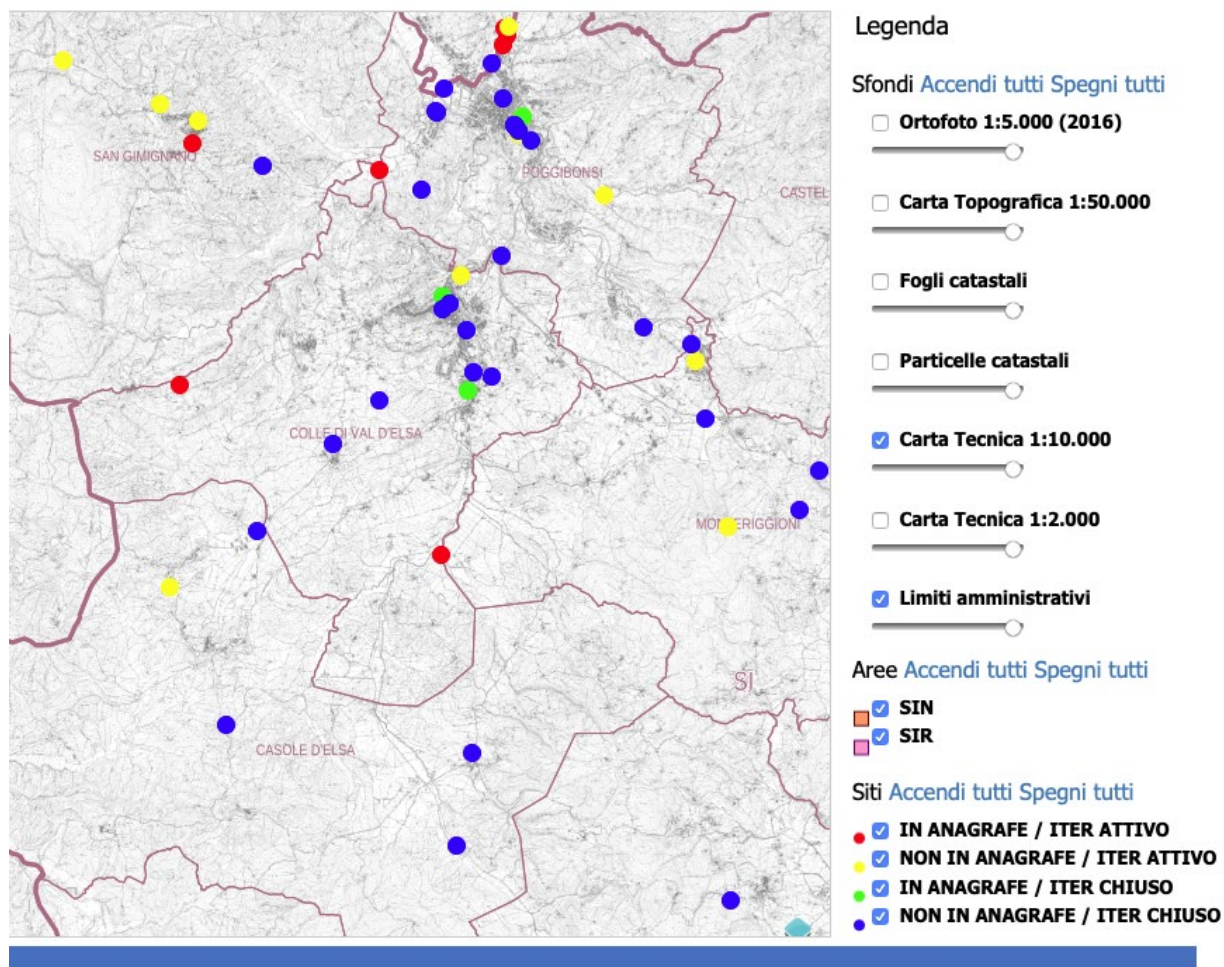 SAN GIMIGNANO
POGGIBONSI
CASTEL
COLLE DI VAL D'ELSA
MONTERIGGIONI
SI
CASOLE D'ELSA
Legenda
Sfondi Accendi tutti Spegni tutti
Ortofoto 1:5.000 (2016)
Carta Topografica 1:50.000
Fogli catastali
Particelle catastali
Carta Tecnica 1:10.000
Carta Tecnica 1:2.000
Limiti amministrativi
Aree Accendi tutti Spegni tutti
SIN
SIR
Siti Accendi tutti Spegni tutti
IN ANAGRAFE / ITER ATTIVO
NON IN ANAGRAFE / ITER ATTIVO
IN ANAGRAFE / ITER CHIUSO
NON IN ANAGRAFE / ITER CHIUSO